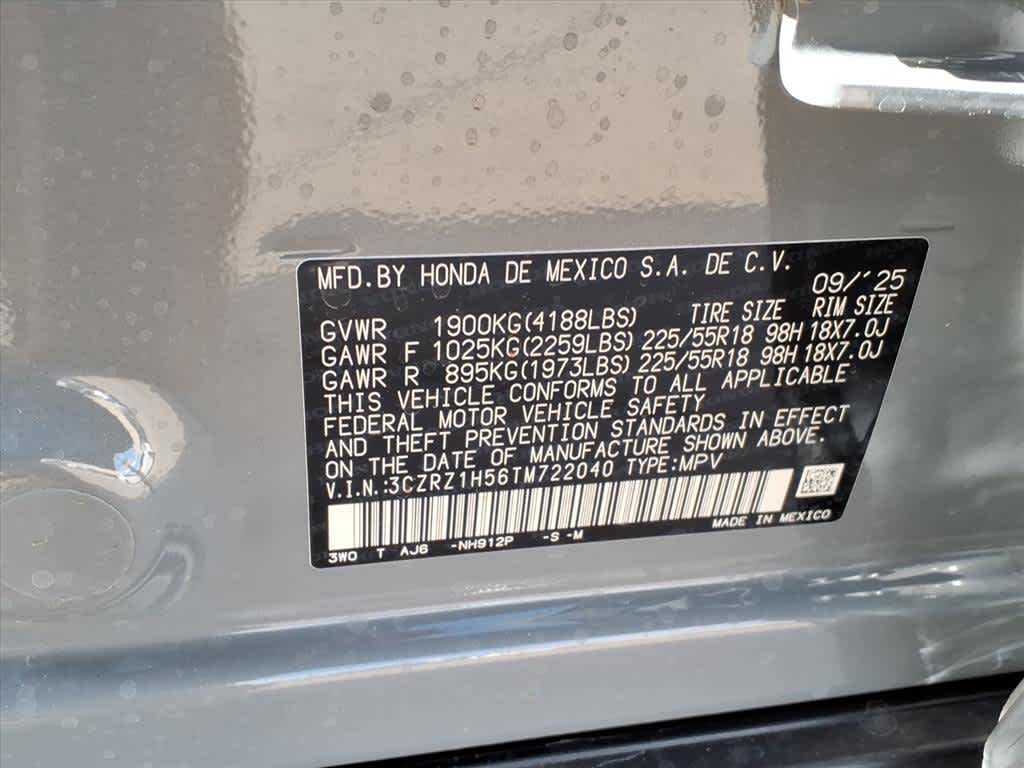 MFD.BY HONDA DE MEXICO S.A. DE C.V.
09/'25
TIRE SIZE RIM SIZE
GVWR 1900KG(4188LBS)
GAWR F 1025KG(2259LBS) 225/55R18 98H 18X7.0J
GAWR R 895KG(1973LBS) 225/55R18 98H 18X7.0J
THIS VEHICLE CONFORMS TO ALL APPLICABLE
FEDERAL MOTOR VEHICLE SAFETY
AND THEFT PREVENTION STANDARDS IN EFFECT
ON THE DATE OF MANUFACTURE SHOWN ABOVE.
V.I.N.:3CZRZ1H56TM722040 TYPE:MPV
MADE IN MEXICO
3WO T AJ6 -NH912P -S -M